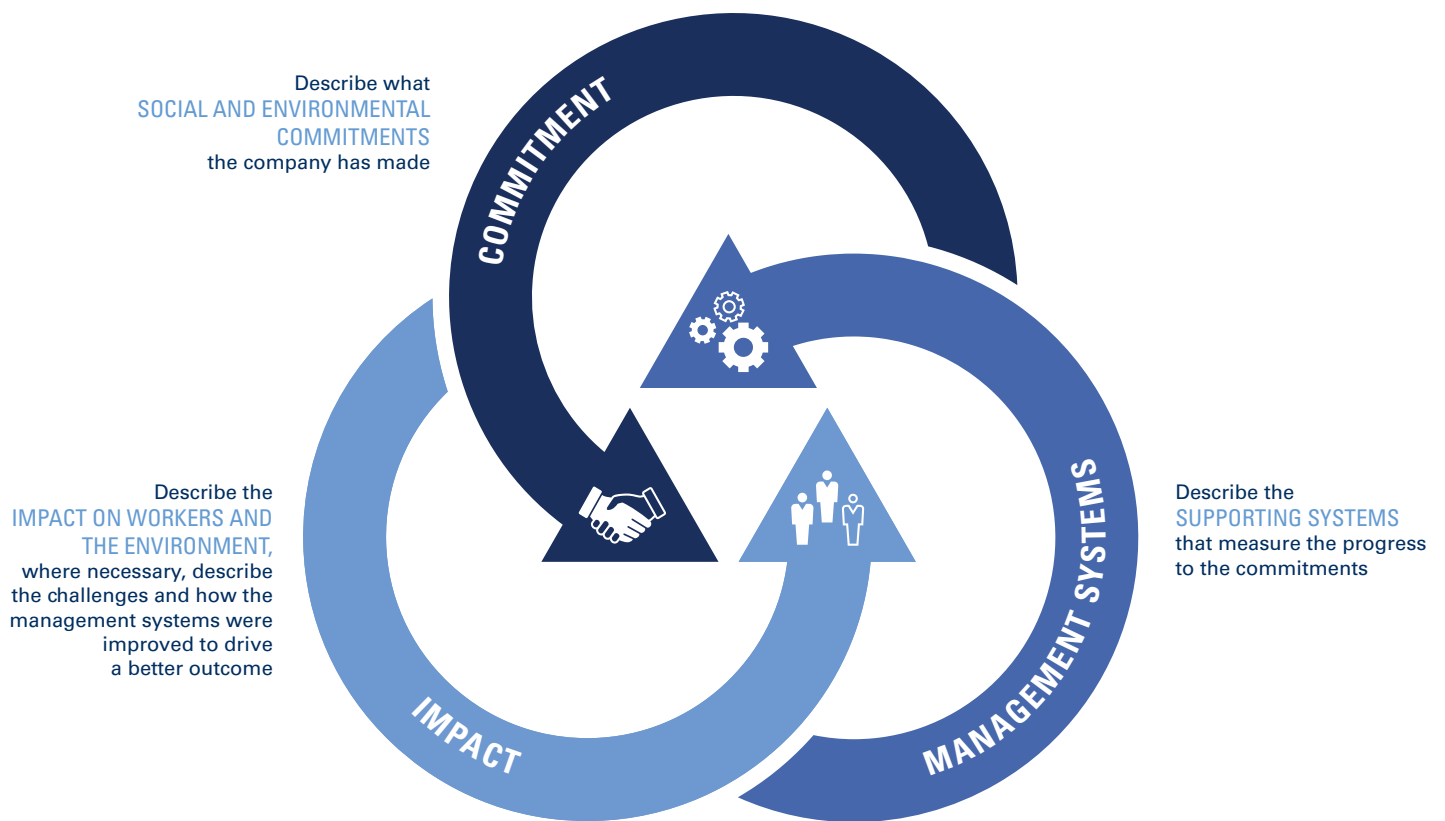 Describe what
SOCIAL AND ENVIRONMENTAL
COMMITMENTS
the company has made
COMMITMENT
Describe the
IMPACT ON WORKERS AND
THE ENVIRONMENT,
where necessary, describe
the challenges and how the
management systems were
improved to drive
a better outcome
IMPACT
MANAGEMENT SYSTEMS
Describe the
SUPPORTING SYSTEMS
that measure the progress
to the commitments